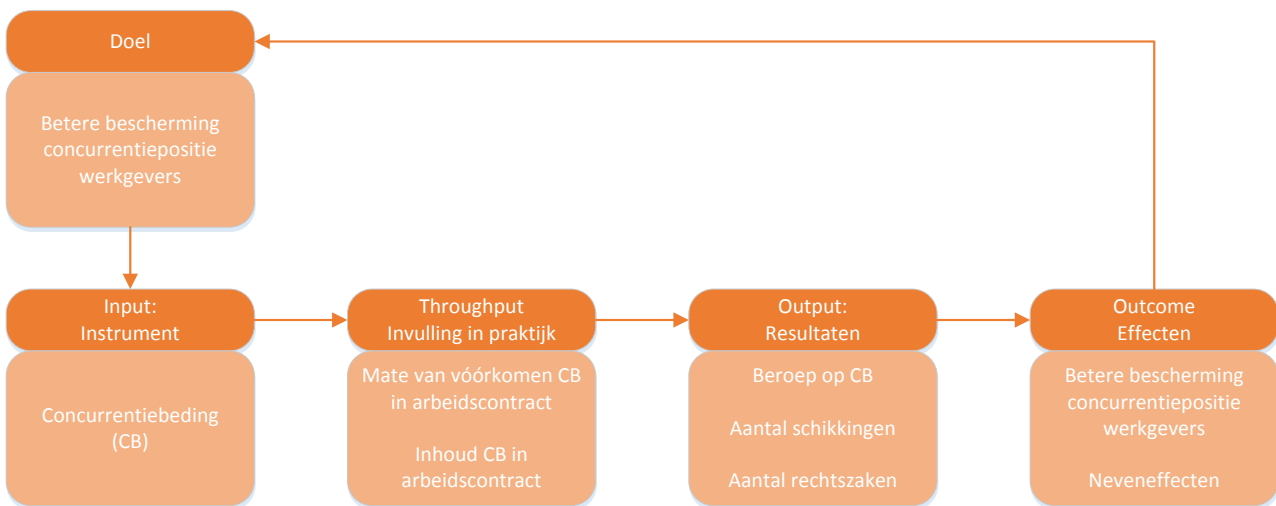 Doel
Betere bescherming
concurrentiepositie
werkgevers
Input:
Instrument
Concurrentiebeding
(CB)
Throughput
Invulling in praktijk
Mate van vóórkomen CB
in arbeidscontract
Inhoud CB in
arbeidscontract
Output:
Resultaten
Beroep op CB
Aantal schikkingen
Aantal rechtszaken
Outcome
Effecten
Betere bescherming
concurrentiepositie
werkgevers
Neveneffecten